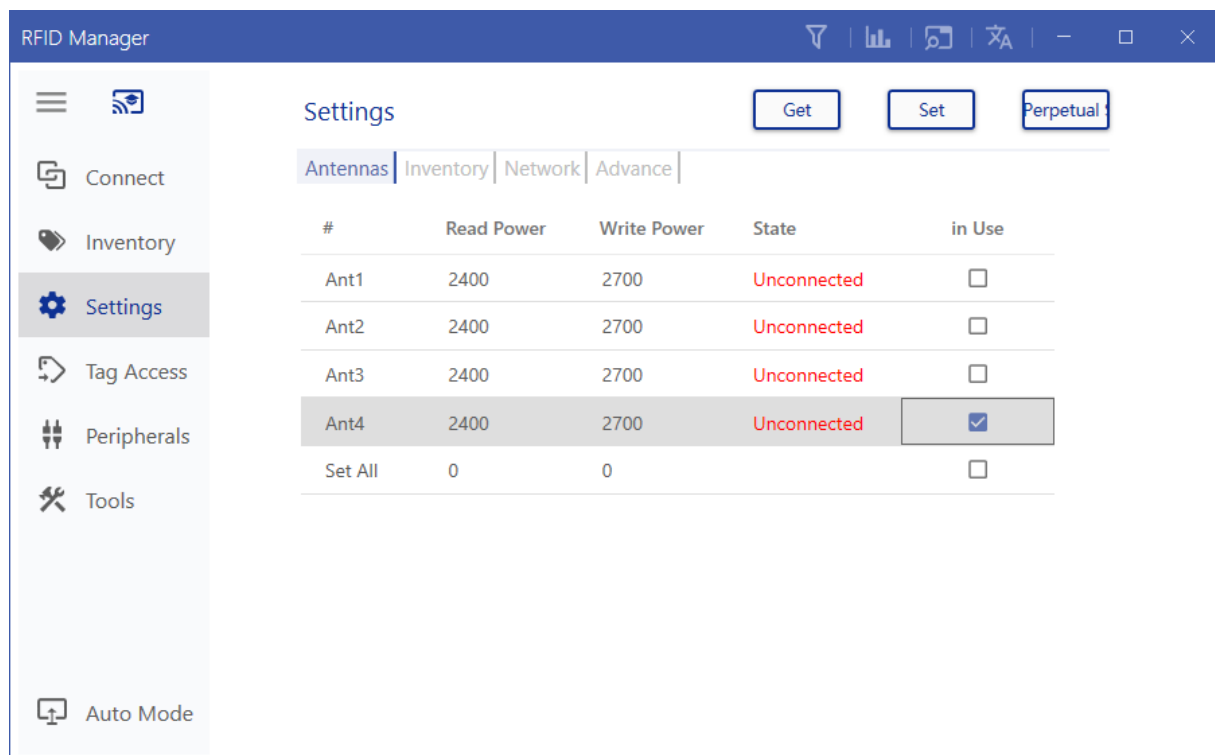 RFID Manager
Settings
Get
Set
Perpetual
Connect
Inventory
Settings
Tag Access
Peripherals
Tools
Auto Mode
Antennas Inventory Network Advance
# Read Power Write Power State in Use
Ant1 2400 2700 Unconnected
Ant2 2400 2700 Unconnected
Ant3 2400 2700 Unconnected
Ant4 2400 2700 Unconnected
Set All 0 0